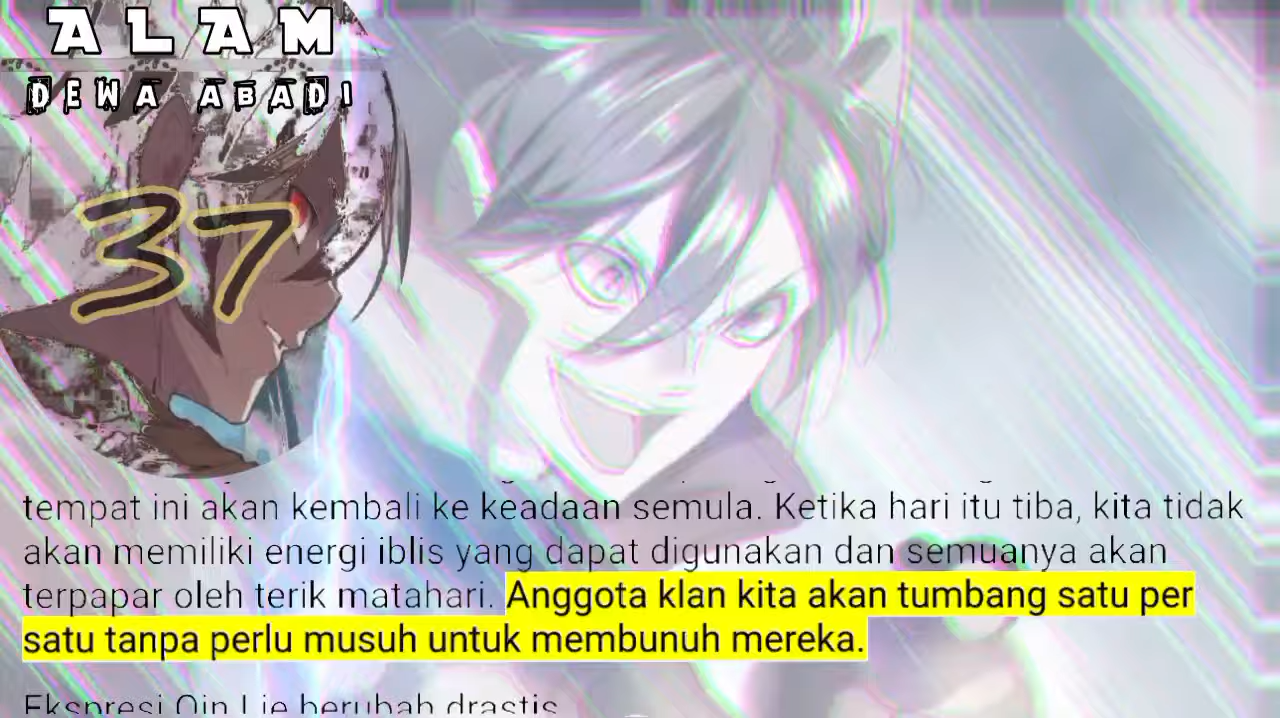 ALAM
DEWA ABADI
37
tempat ini akan kembali ke keadaan semula. Ketika hari itu tiba, kita tidak
akan memiliki energi iblis yang dapat digunakan dan semuanya akan
terpapar oleh terik matahari. Anggota klan kita akan tumbang satu per
satu tanpa perlu musuh untuk membunuh mereka.
Ekspresi Qin Lie berubah drastis